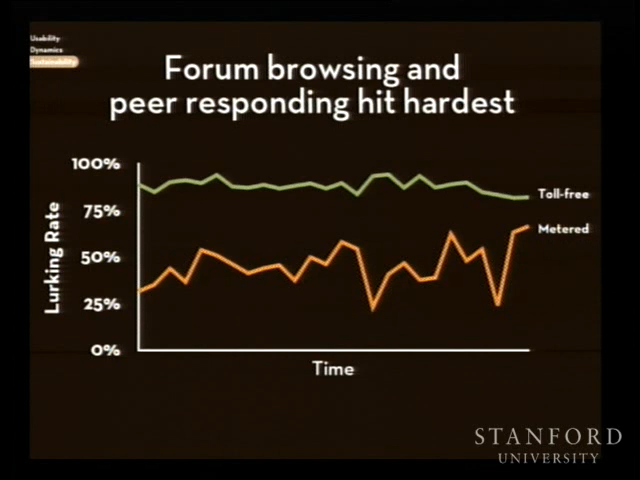 Usability
Dynamics
Sustainability
Forum browsing and
peer responding hit hardest
100%
75%
50%
25%
0%
Lurking Rate
Time
Toll-free
Metered
STANFORD
UNIVERSITY